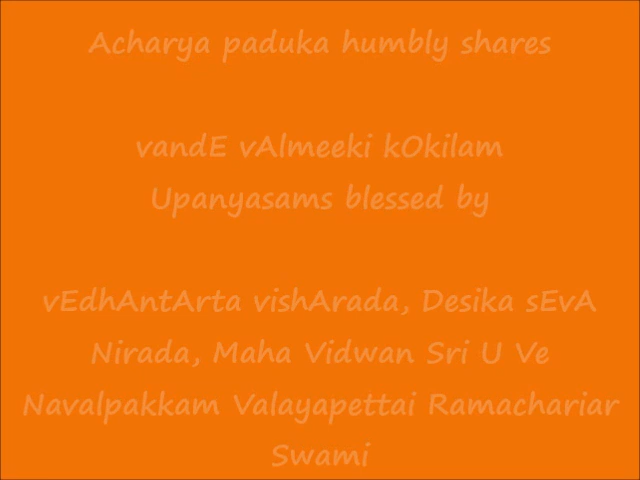 Acharya paduka humbly shares
vandE vAlmeeki kOkilam
Upanyasams blessed by
vEdhAntArta vishArada, Desika sEvA
Nirada, Maha Vidwan Sri U Ve
Navalpakkam Valayapettai Ramachariar
Swami